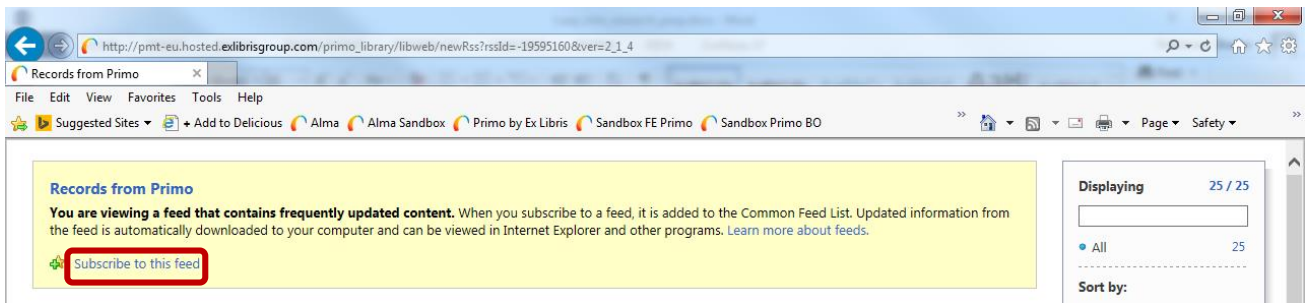 http://pmt-eu.hosted.exlibrisgroup.com/primo_library/libweb/newRss?rssId=-19595160&ver=2_1_4
Records from Primo
File Edit View Favorites Tools Help
Suggested Sites + Add to Delicious Alma Alma Sandbox Primo by Ex Libris Sandbox FE Primo Sandbox Primo BO » Page Safety »
Records from Primo
You are viewing a feed that contains frequently updated content. When you subscribe to a feed, it is added to the Common Feed List. Updated information from
the feed is automatically downloaded to your computer and can be viewed in Internet Explorer and other programs. Learn more about feeds.
Subscribe to this feed
Displaying 25 / 25
All 25
Sort by: